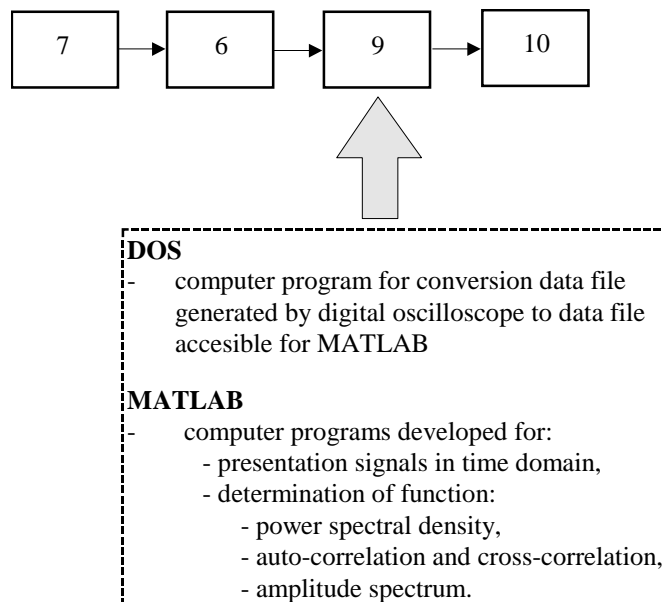 7 6 9 10
DOS
- computer program for conversion data file
generated by digital oscilloscope to data file
accesible for MATLAB
MATLAB
- computer programs developed for:
- presentation signals in time domain,
- determination of function:
- power spectral density,
- auto-correlation and cross-correlation,
- amplitude spectrum.